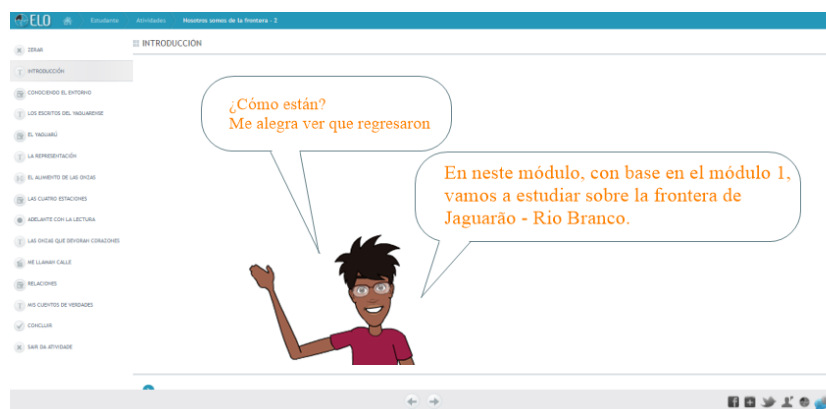 ELO
Estudante
Atividades
Nosotros somos de la frontera - 2
INTRODUCCIÓN
ZERAR
INTRODUCCIÓN
CONOCIENDO EL ENTORNO
LOS ESCRITOS DEL YAGUARENSE
EL YAGUARÚ
LA REPRESENTACIÓN
EL ALIMENTO DE LAS ONZAS
LAS CUATRO ESTACIONES
ADELANTE CON LA LECTURA
LAS ONZAS QUE DEVORAN CORAZONES
ME LLAMAN CALLE
RELACIONES
MIS CUENTOS DE VERDADES
CONCLUIR
SAIR DA ATIVIDADE
¿Cómo están?
Me alegra ver que regresaron
En neste módulo, con base en el módulo 1,
vamos a estudiar sobre la frontera de
Jaguarão - Rio Branco.